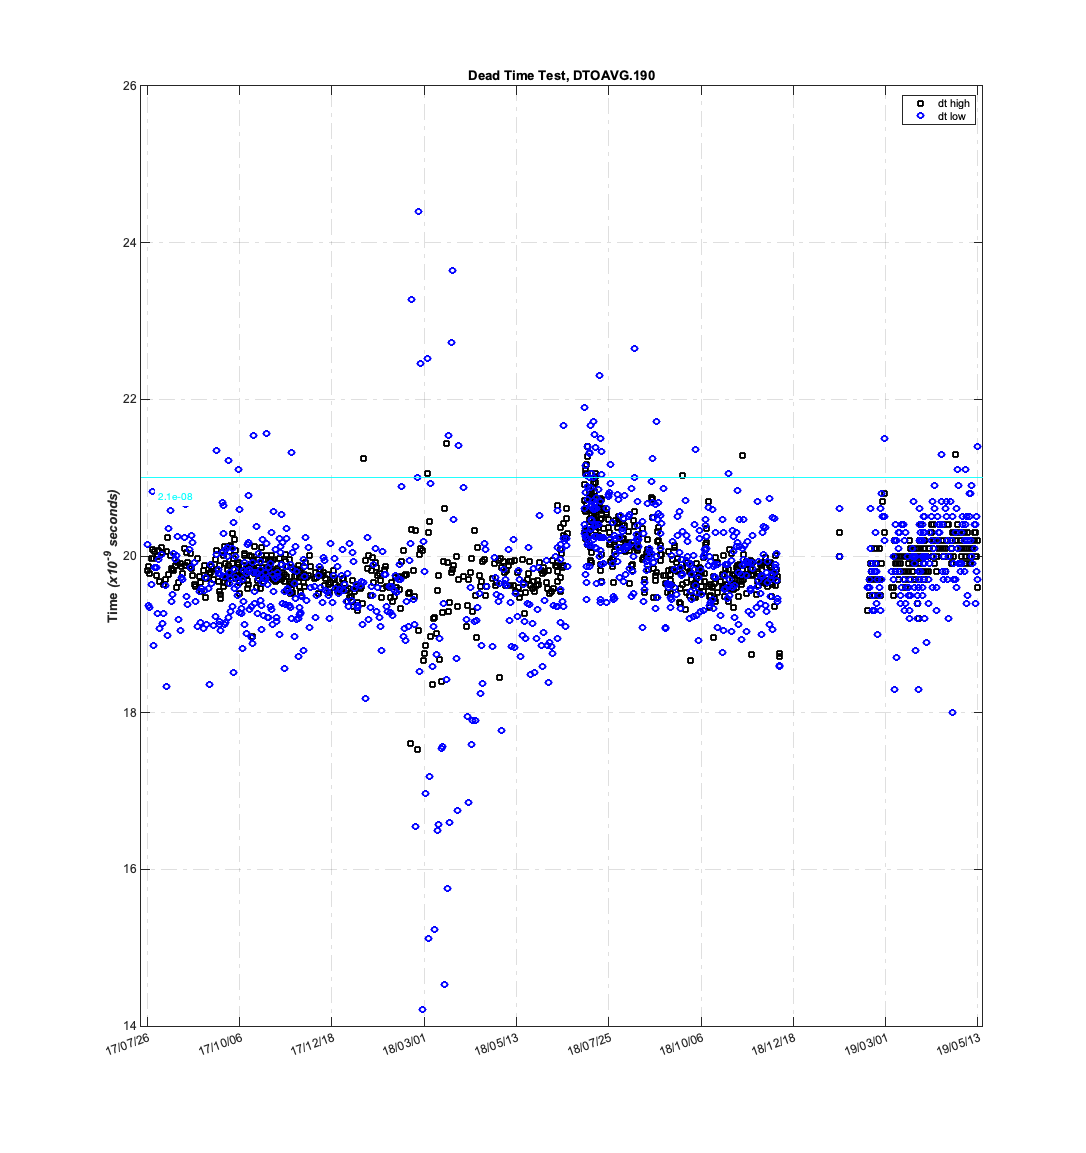 Dead Time Test, DTOAVG.190
26
dt high
dt low
24
22
2.1e-08
20
Time (x10-9 seconds)
18
16
14
17/07/26 17/10/06 17/12/18 18/03/01 18/05/13 18/07/25 18/10/06 18/12/18 19/03/01 19/05/13